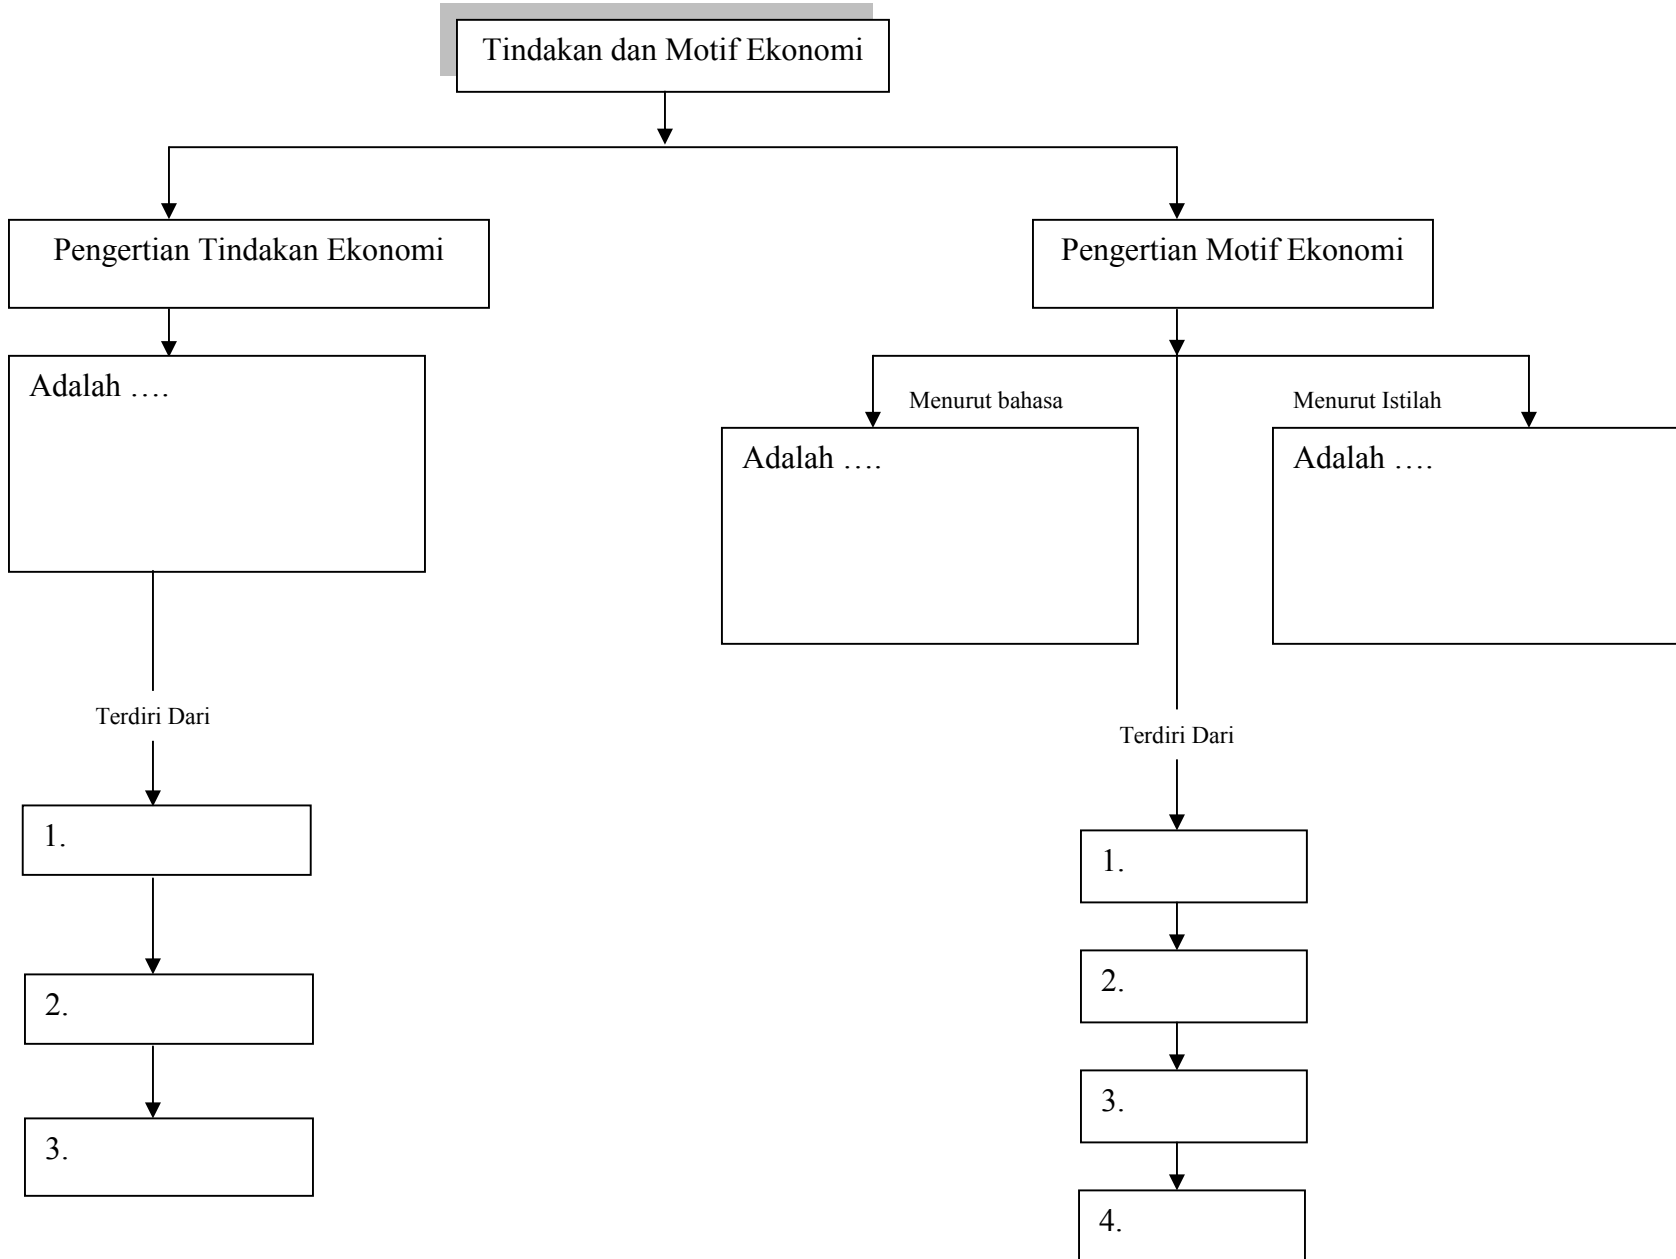 Tindakan dan Motif Ekonomi
Pengertian Tindakan Ekonomi
Pengertian Motif Ekonomi
Adalah ….
Menurut bahasa
Menurut Istilah
Adalah ….
Adalah ….
Terdiri Dari
Terdiri Dari
1.
2.
3.
1.
2.
3.
4.